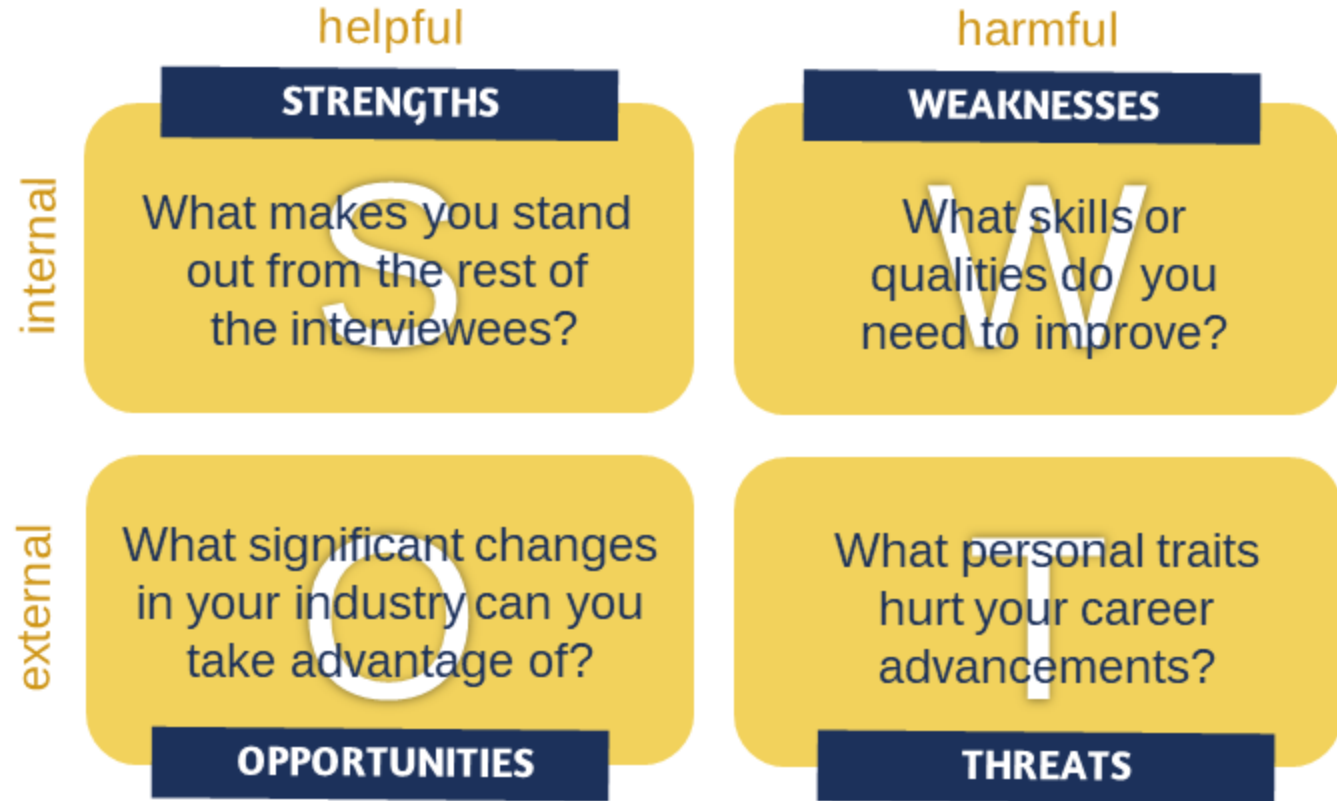 helpful
harmful
STRENGTHS
WEAKNESSES
internal
S
What makes you stand
out from the rest of
the interviewees?
W
What skills or
qualities do  you
need to improve?
external
O
What significant changes
in your industry can you
take advantage of?
T
What personal traits
hurt your career
advancements?
OPPORTUNITIES
THREATS